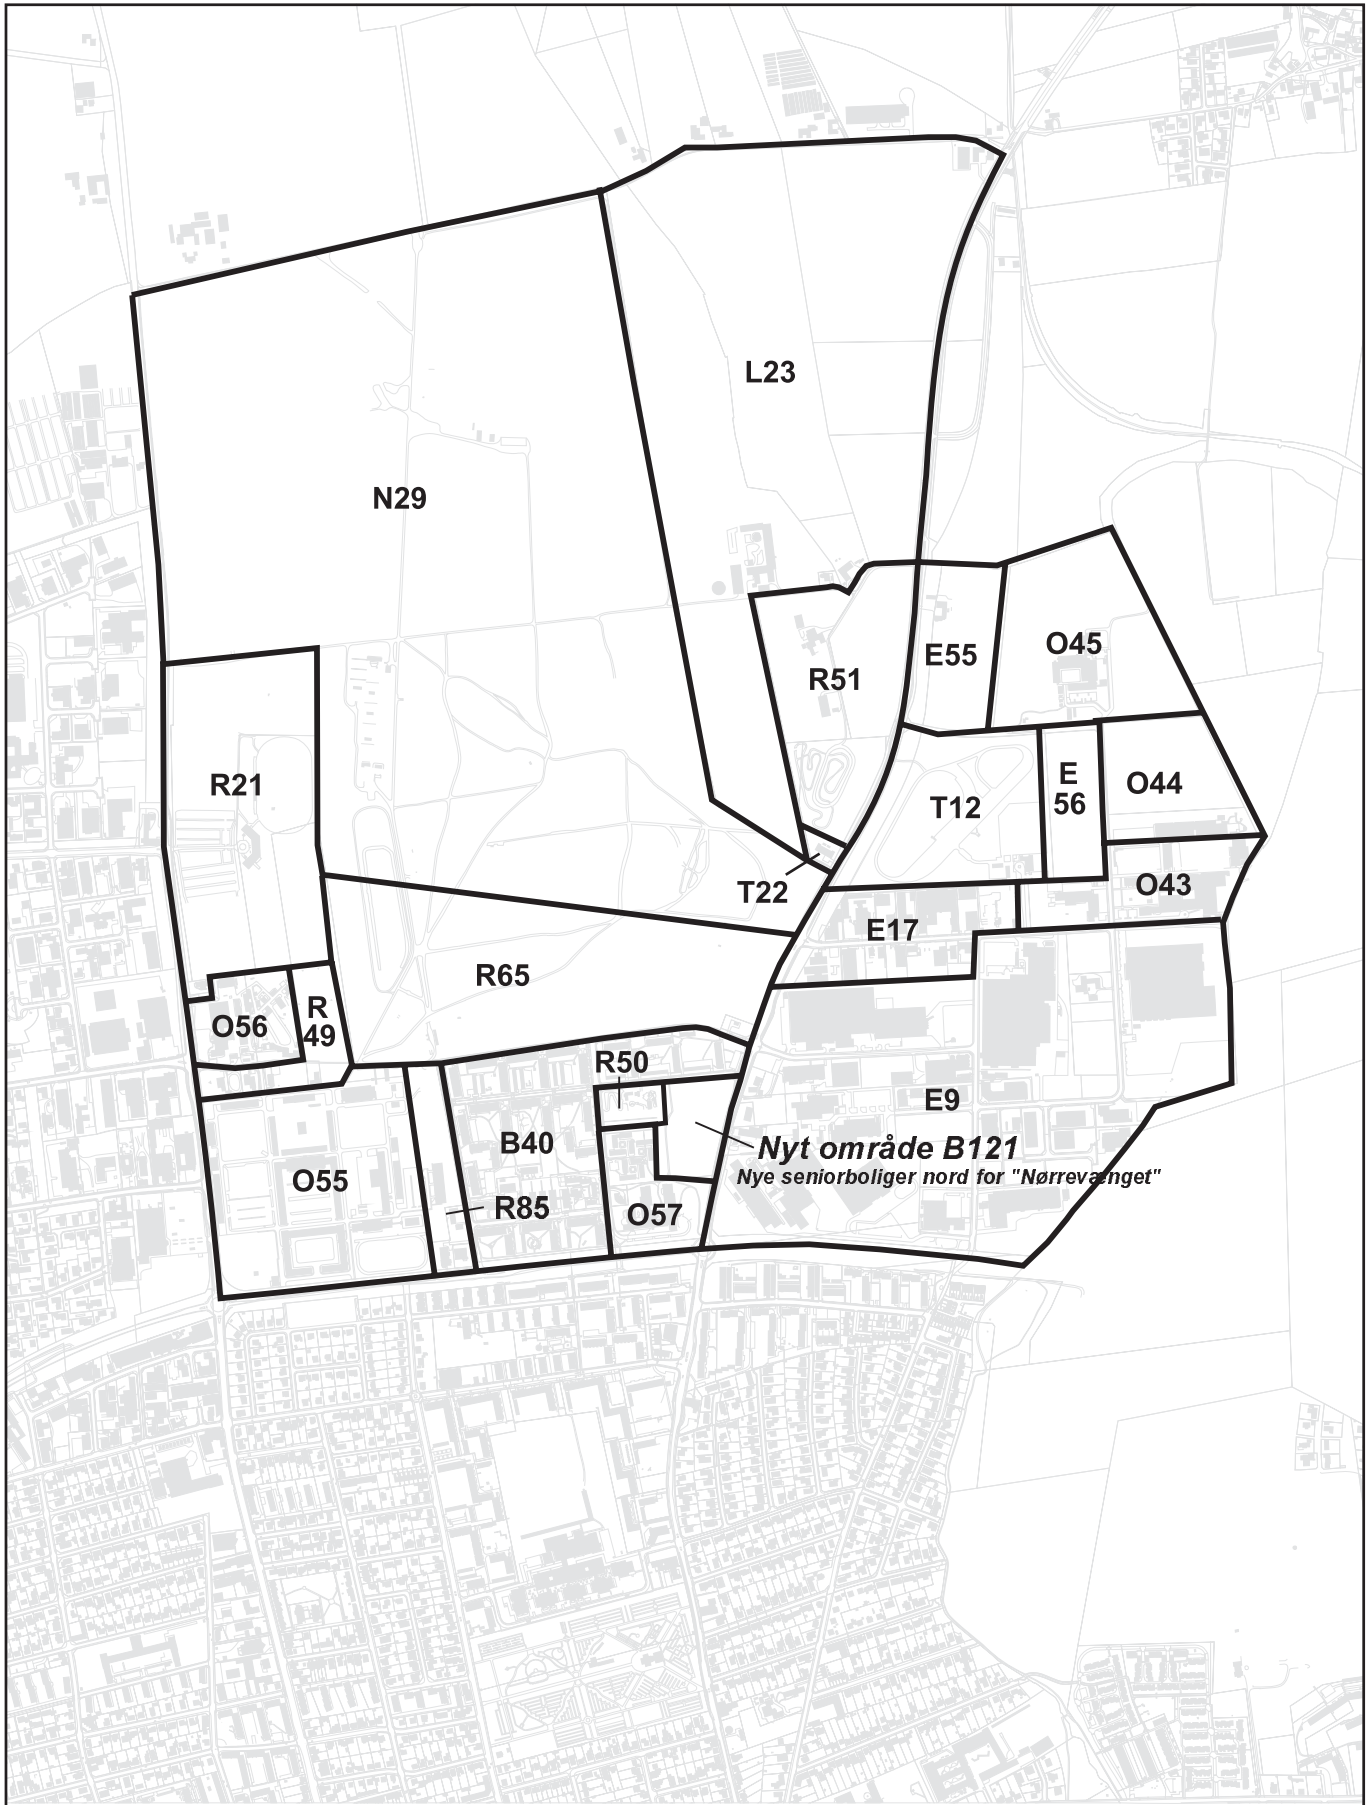 L23
N29
O45
E55
R51
E
56
O44
R21
T12
O43
T22
E17
R65
R
49
O56
R50
E9
B40
Nyt område B121
Nye seniorboliger nord for "Nørrevænget"
O55
R85
O57